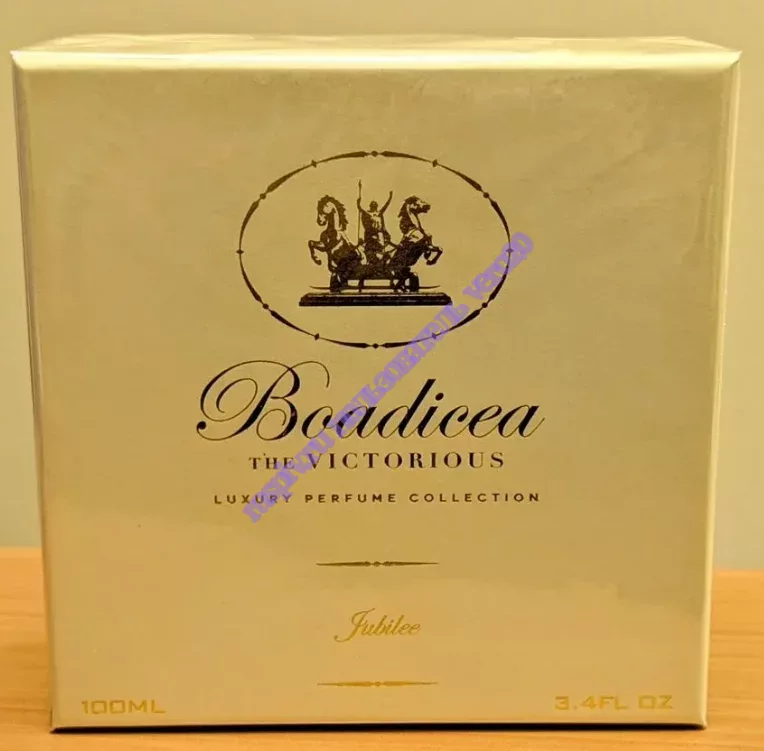 Boadicea
THE VICTORIOUS
LUXURY PERFUME COLLECTION
Jubilee
100ML
3.4FL OZ